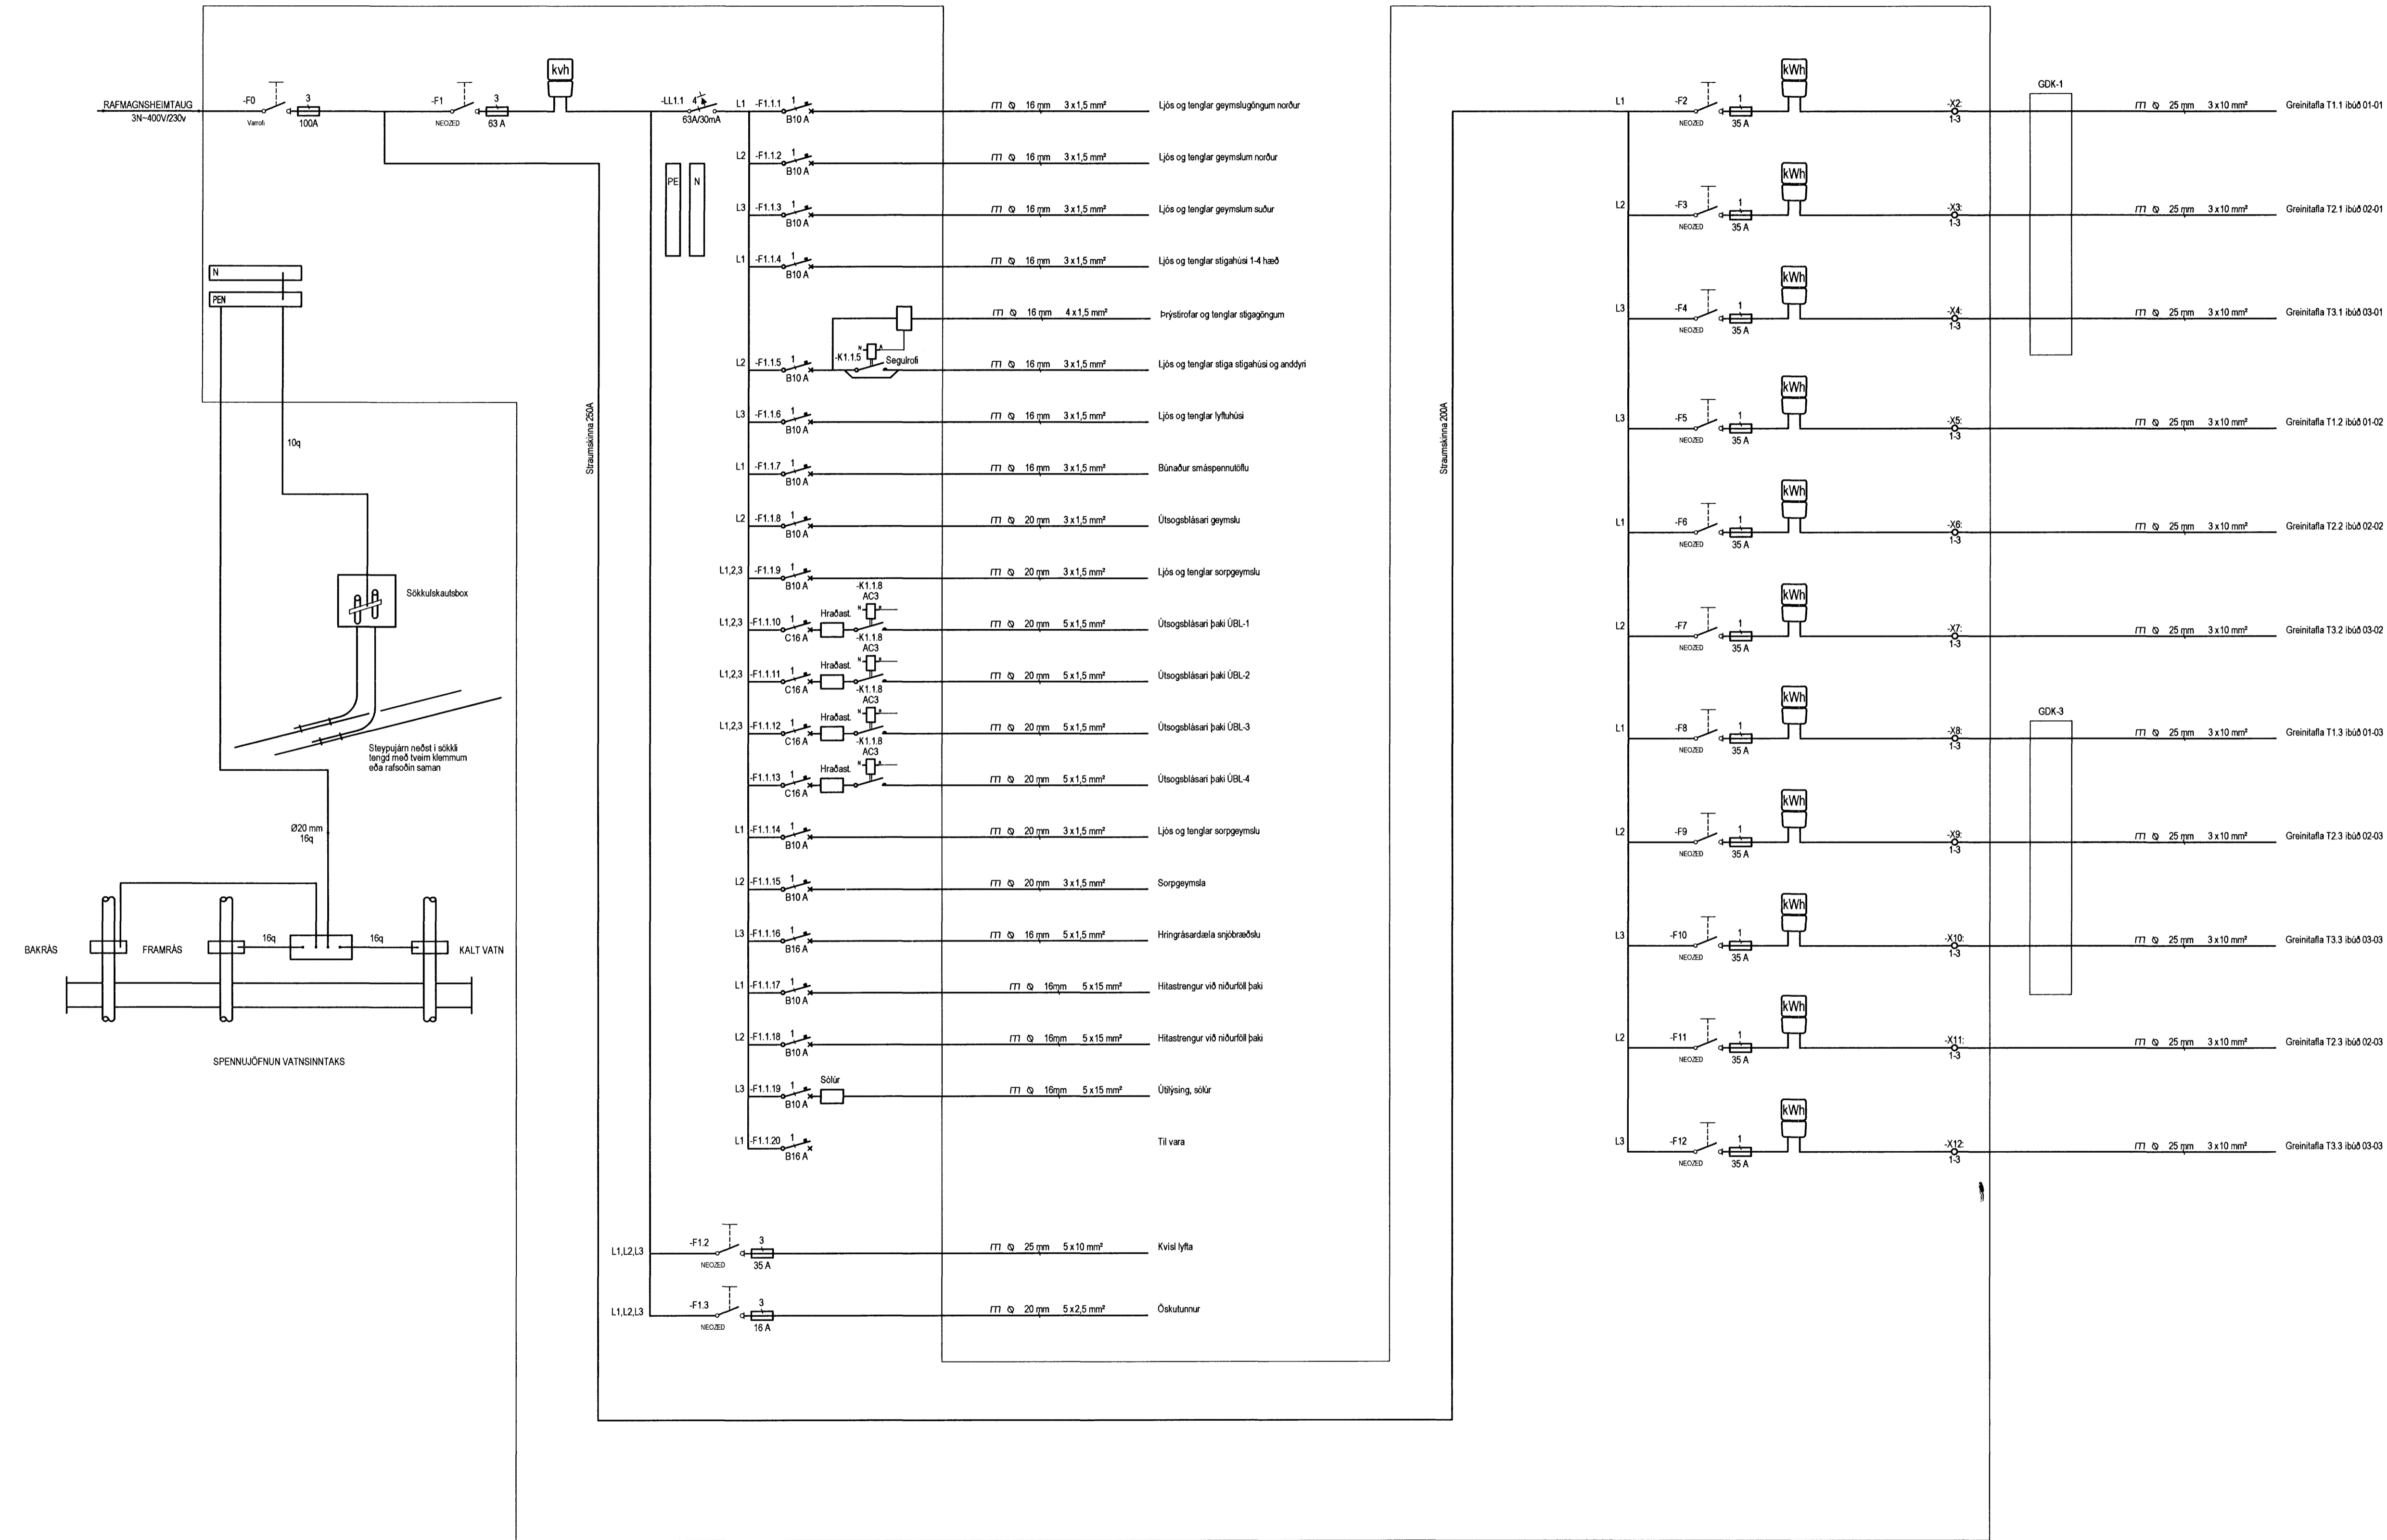 RAFMAGNSHEIMTAUG
3N~400V/230v
-F0
Varrofi
3
100A
-F1
NEOZED
3
63 A
kvh
-LL1.1
4
63A/30mA
PE
N
N
PEN
10q
Sökkulskautsbox
Steypujárn neðst í sökkli
tengd með tveim klemmum
eða rafsoðin saman
Ø20 mm
16q
BAKRÁS
FRAMRÁS
16q
16q
KALT VATN
SPENNUJÖFNUN VATNSINNTAKS
Straumskinna 250A
L1 -F1.1.1 1 B10 A 16 mm 3 x 1,5 mm² Ljós og tenglar geymslugöngum norður
L2 -F1.1.2 1 B10 A 16 mm 3 x 1,5 mm² Ljós og tenglar geymslum norður
L3 -F1.1.3 1 B10 A 16 mm 3 x 1,5 mm² Ljós og tenglar geymslum suður
L1 -F1.1.4 1 B10 A 16 mm 3 x 1,5 mm² Ljós og tenglar stigahúsi 1-4 hæð
16 mm 4 x 1,5 mm² Þrýstirofar og tenglar stigagöngum
L2 -F1.1.5 1 B10 A -K1.1.5 N A Segulrofi 16 mm 3 x 1,5 mm² Ljós og tenglar stiga stigahúsi og anddyri
L3 -F1.1.6 1 B10 A 16 mm 3 x 1,5 mm² Ljós og tenglar lyftuhúsi
L1 -F1.1.7 1 B10 A 16 mm 3 x 1,5 mm² Búnaður smáspennutöflu
L2 -F1.1.8 1 B10 A 20 mm 3 x 1,5 mm² Útsogsblásari geymslu
L1,2,3 -F1.1.9 1 B10 A 20 mm 3 x 1,5 mm² Ljós og tenglar sorpgeymslu
-K1.1.8
AC3
L1,2,3 -F1.1.10 1 C16 A Hraðast. 20 mm 5 x 1,5 mm² Útsogsblásari þaki ÚBL-1
-K1.1.8
AC3
L1,2,3 -F1.1.11 1 C16 A Hraðast. 20 mm 5 x 1,5 mm² Útsogsblásari þaki ÚBL-2
-K1.1.8
AC3
L1,2,3 -F1.1.12 1 C16 A Hraðast. 20 mm 5 x 1,5 mm² Útsogsblásari þaki ÚBL-3
-K1.1.8
AC3
-F1.1.13 1 C16 A Hraðast. 20 mm 5 x 1,5 mm² Útsogsblásari þaki ÚBL-4
L1 -F1.1.14 1 B10 A 20 mm 3 x 1,5 mm² Ljós og tenglar sorpgeymslu
L2 -F1.1.15 1 B10 A 20 mm 3 x 1,5 mm² Sorpgeymsla
L3 -F1.1.16 1 B16 A 16 mm 5 x 1,5 mm² Hringrásardæla snjóbræðslu
L1 -F1.1.17 1 B10 A 16mm 5 x 15 mm² Hitastrengur við niðurföll þaki
L2 -F1.1.18 1 B10 A 16mm 5 x 15 mm² Hitastrengur við niðurföll þaki
L3 -F1.1.19 1 B10 A Sólúr 16mm 5 x 15 mm² Útilýsing, sólúr
L1 -F1.1.20 1 B16 A Til vara
L1,L2,L3 -F1.2 NEOZED 3 35 A 25 mm 5 x 10 mm² Kvísl lyfta
L1,L2,L3 -F1.3 NEOZED 3 16 A 20 mm 5 x 2,5 mm² Öskutunnur
Straumskinna 200A
GDK-1
L1 -F2 NEOZED 1 35 A kWh -X2: 1-3 25 mm 3 x 10 mm² Greinitafla T1.1 íbúð 01-01
L2 -F3 NEOZED 1 35 A kWh -X3: 1-3 25 mm 3 x 10 mm² Greinitafla T2.1 íbúð 02-01
L3 -F4 NEOZED 1 35 A kWh -X4: 1-3 25 mm 3 x 10 mm² Greinitafla T3.1 íbúð 03-01
L3 -F5 NEOZED 1 35 A kWh -X5: 1-3 25 mm 3 x 10 mm² Greinitafla T1.2 íbúð 01-02
L1 -F6 NEOZED 1 35 A kWh -X6: 1-3 25 mm 3 x 10 mm² Greinitafla T2.2 íbúð 02-02
L2 -F7 NEOZED 1 35 A kWh -X7: 1-3 25 mm 3 x 10 mm² Greinitafla T3.2 íbúð 03-02
GDK-3
L1 -F8 NEOZED 1 35 A kWh -X8: 1-3 25 mm 3 x 10 mm² Greinitafla T1.3 íbúð 01-03
L2 -F9 NEOZED 1 35 A kWh -X9: 1-3 25 mm 3 x 10 mm² Greinitafla T2.3 íbúð 02-03
L3 -F10 NEOZED 1 35 A kWh -X10: 1-3 25 mm 3 x 10 mm² Greinitafla T3.3 íbúð 03-03
L2 -F11 NEOZED 1 35 A kWh -X11: 1-3 25 mm 3 x 10 mm² Greinitafla T2.3 íbúð 02-03
L3 -F12 NEOZED 1 35 A kWh -X12: 1-3 25 mm 3 x 10 mm² Greinitafla T3.3 íbúð 03-03